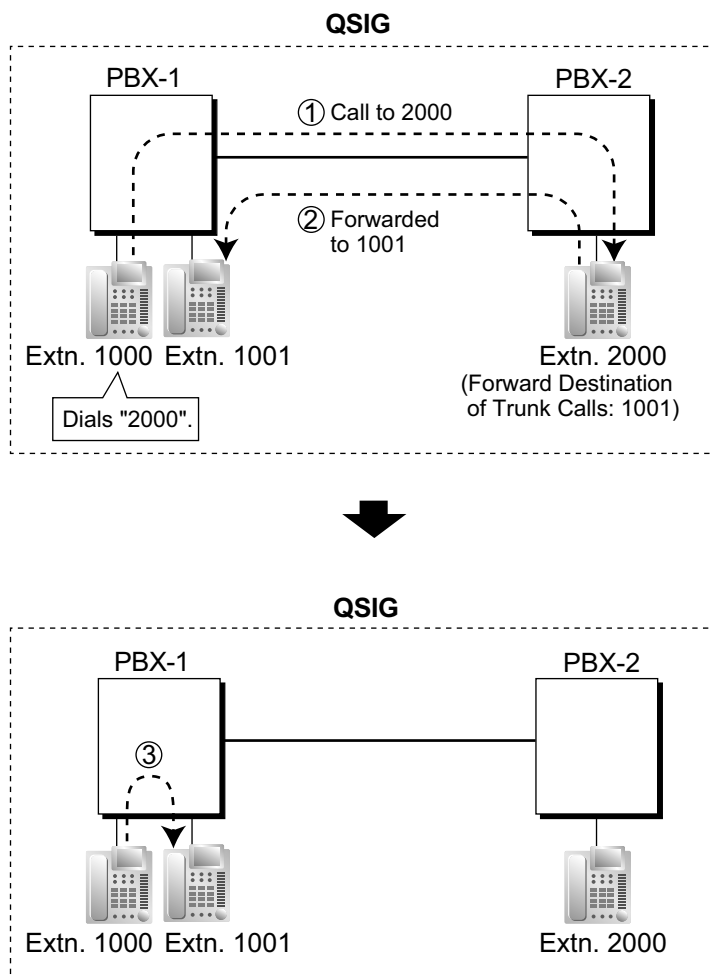 QSIG
PBX-1
PBX-2
① Call to 2000
② Forwarded
to 1001
Extn. 1000
Extn. 1001
Extn. 2000
(Forward Destination
of Trunk Calls: 1001)
Dials "2000".
QSIG
PBX-1
PBX-2
③
Extn. 1000
Extn. 1001
Extn. 2000